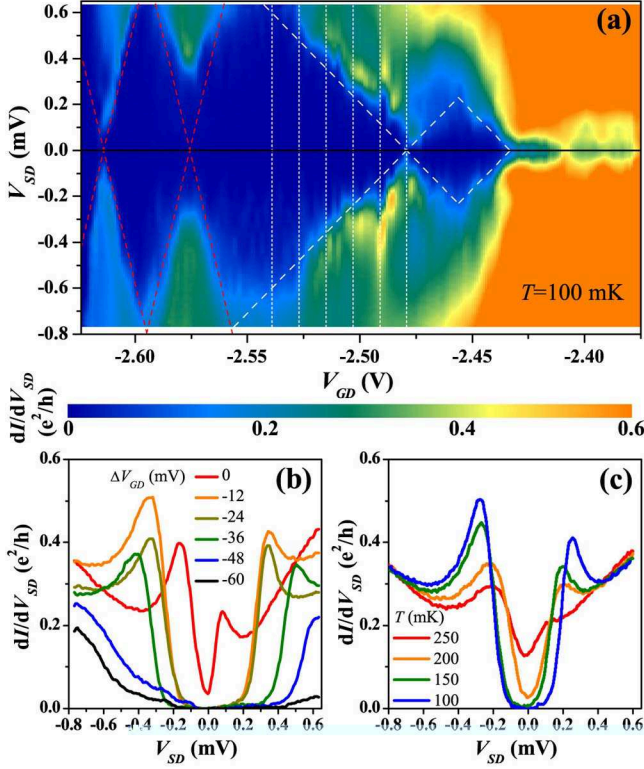 (a)
0.6
0.4
0.2
0.0
-0.2
-0.4
-0.6
-0.8
V_SD (mV)
T=100 mK
-2.60 -2.55 -2.50 -2.45 -2.40
V_GD (V)
dI/dV_SD (e²/h)
0 0.2 0.4 0.6
(b)
ΔV_GD (mV)
0
-12
-24
-36
-48
-60
0.6
0.4
0.2
0.0
dI/dV_SD (e²/h)
-0.8 -0.6 -0.4 -0.2 0.0 0.2 0.4 0.6
V_SD (mV)
(c)
T (mK)
250
200
150
100
0.6
0.4
0.2
0.0
dI/dV_SD (e²/h)
-0.8 -0.6 -0.4 -0.2 0.0 0.2 0.4 0.6
V_SD (mV)